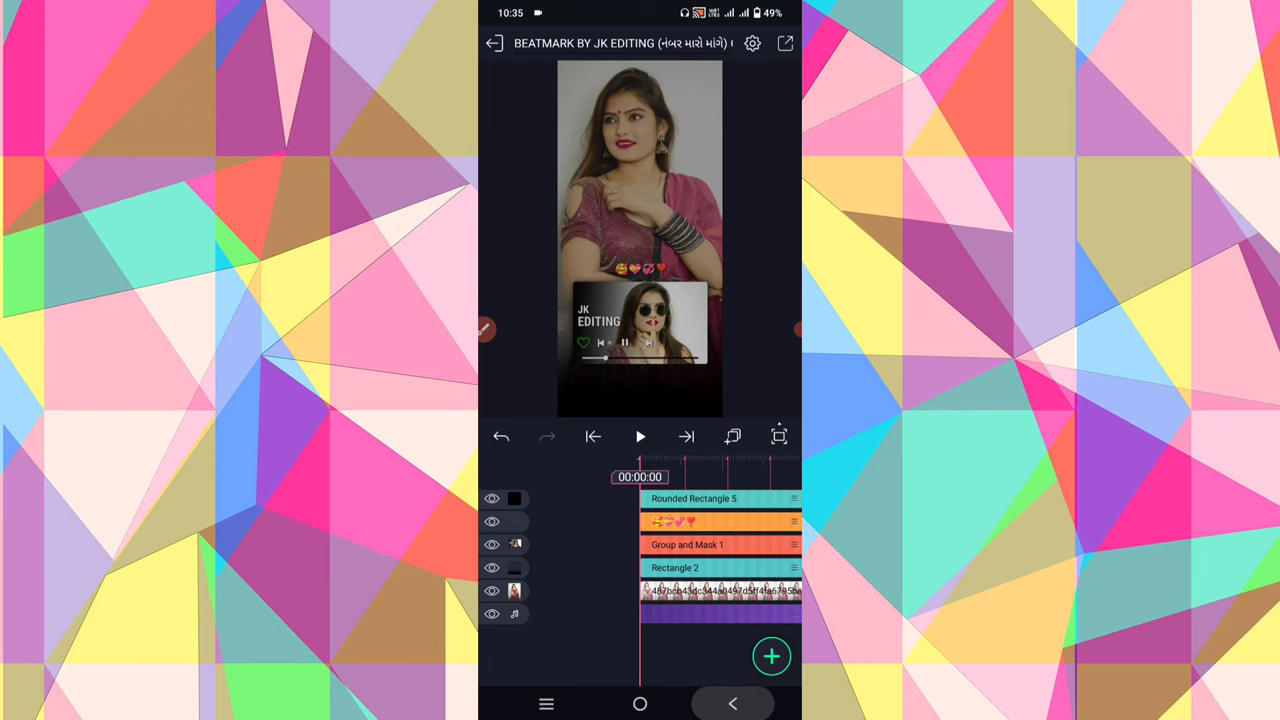 10:35
49%
BEATMARK BY JK EDITING (નંબર મારો માંગે) (
JK
EDITING
00:00:00
Rounded Rectangle 5
🥰💝💞❣️
Group and Mask 1
Rectangle 2